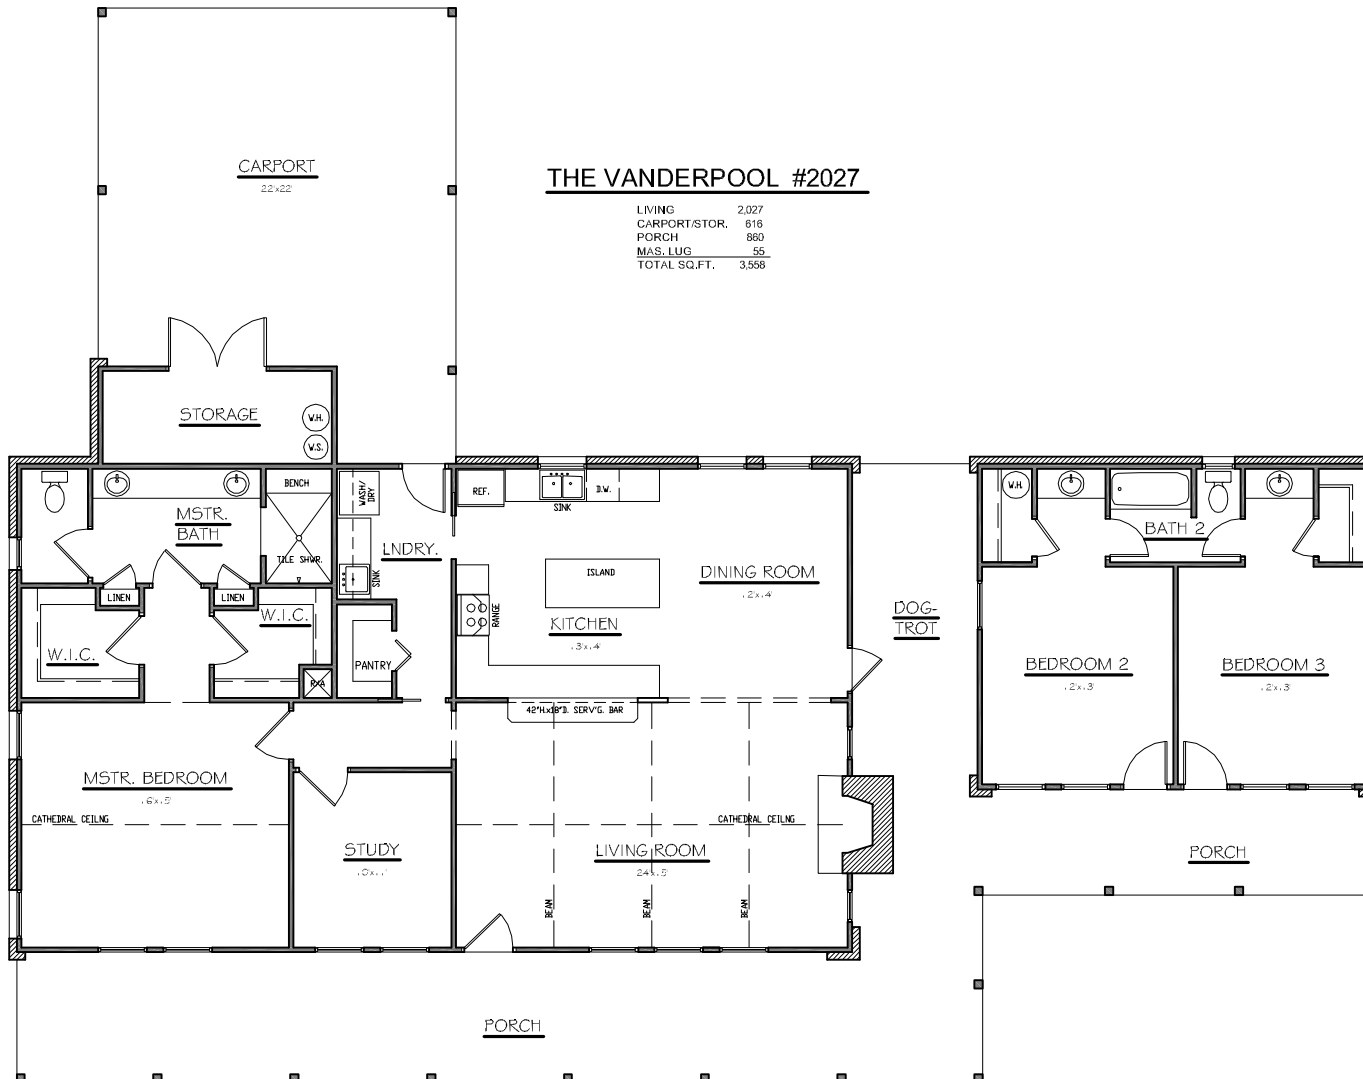 CARPORT
22'x22'
THE VANDERPOOL #2027
LIVING 2,027
CARPORT/STOR. 616
PORCH 860
MAS. LUG 55
TOTAL SQ.FT. 3,558
STORAGE
W.H.
W.S.
BENCH
MSTR.
BATH
TILE SHWR.
WASH/
DRY
LNDRY.
SINK
REF.
SINK
D.W.
ISLAND
RANGE
KITCHEN
DINING ROOM
DOG-
TROT
W.H.
BATH 2
BEDROOM 2
BEDROOM 3
LINEN
LINEN
W.I.C.
W.I.C.
PANTRY
42"Hx18"D. SERV'G. BAR
MSTR. BEDROOM
CATHEDRAL CEILNG
STUDY
CATHEDRAL CEILNG
LIVING ROOM
BEAM
BEAM
BEAM
PORCH
PORCH